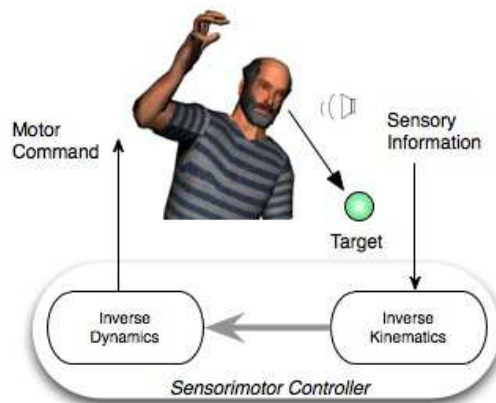 Motor
Command
Sensory
Information
Target
Inverse
Dynamics
Inverse
Kinematics
Sensorimotor Controller